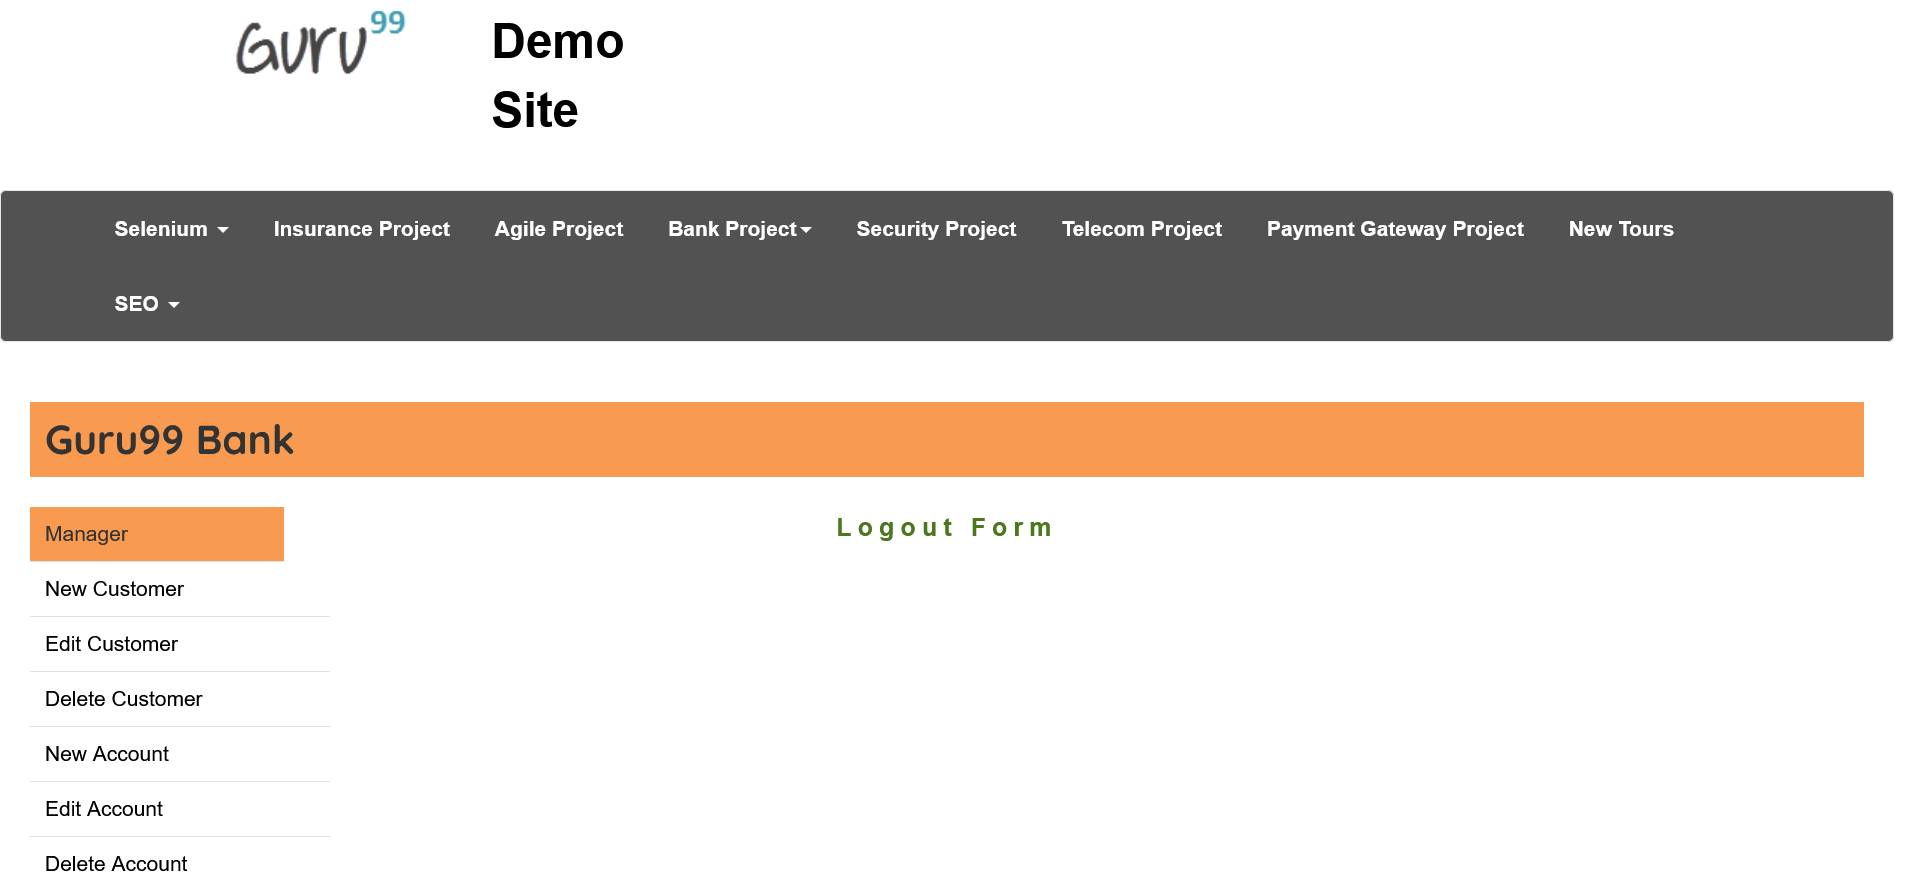 Guru99
Demo
Site
Selenium Insurance Project Agile Project Bank Project Security Project Telecom Project Payment Gateway Project New Tours
SEO
Guru99 Bank
Manager
Logout Form
New Customer
Edit Customer
Delete Customer
New Account
Edit Account
Delete Account